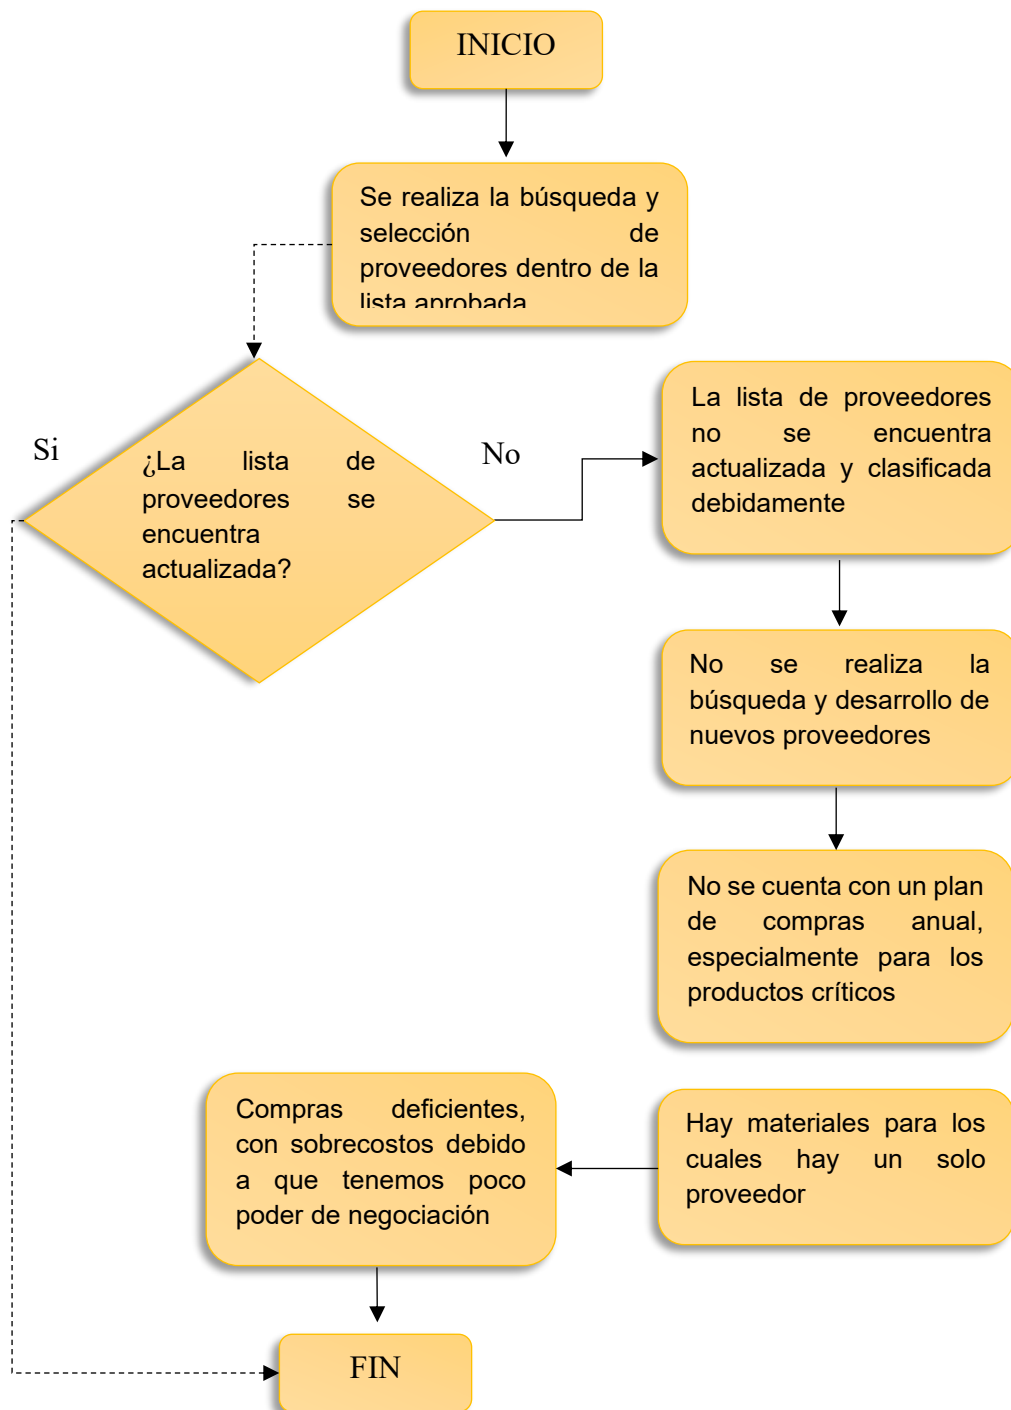 INICIO
Se realiza la búsqueda y
selección de
proveedores dentro de la
lista aprobada
Si
¿La lista de
proveedores se
encuentra
actualizada?
No
La lista de proveedores
no se encuentra
actualizada y clasificada
debidamente
No se realiza la
búsqueda y desarrollo de
nuevos proveedores
No se cuenta con un plan
de compras anual,
especialmente para los
productos críticos
Hay materiales para los
cuales hay un solo
proveedor
Compras deficientes,
con sobrecostos debido
a que tenemos poco
poder de negociación
FIN